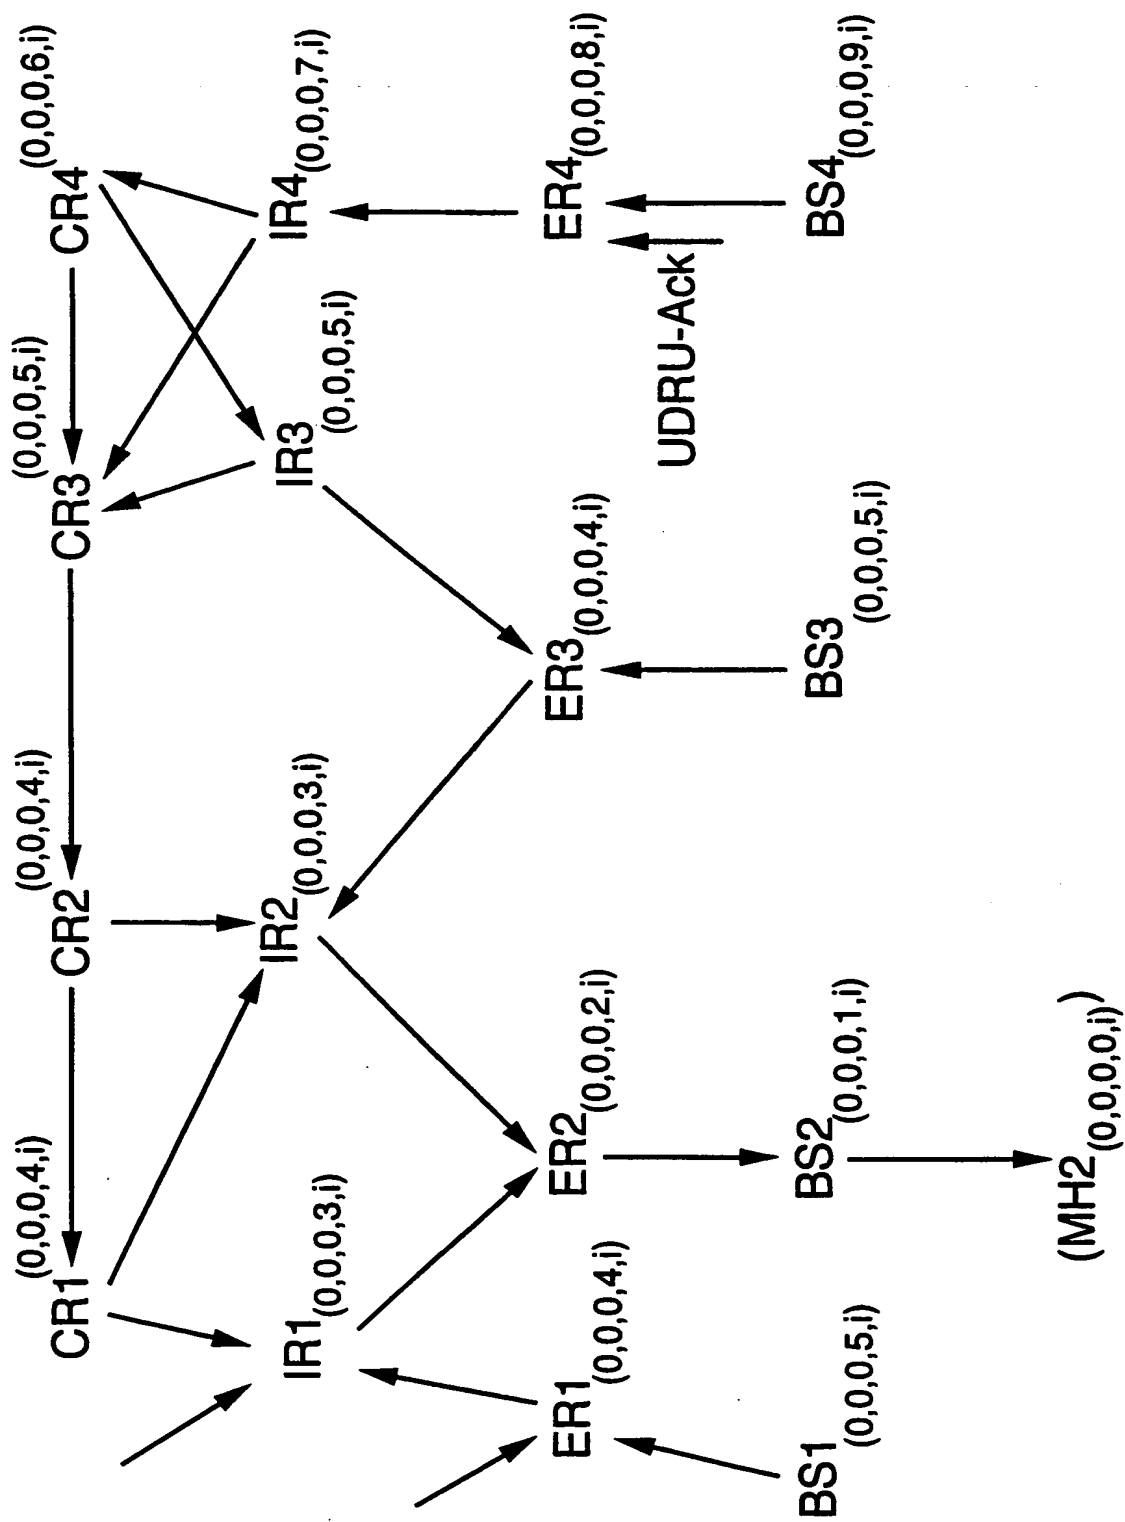 CR1 (0,0,0,4,i)
CR2 (0,0,0,4,i)
CR3 (0,0,0,5,i)
CR4 (0,0,0,6,i)
IR1 (0,0,0,3,i)
IR2 (0,0,0,3,i)
IR3 (0,0,0,5,i)
IR4 (0,0,0,7,i)
ER1 (0,0,0,4,i)
ER2 (0,0,0,2,i)
ER3 (0,0,0,4,i)
ER4 (0,0,0,8,i)
UDRU-Ack
BS1 (0,0,0,5,i)
BS2 (0,0,0,1,i)
BS3 (0,0,0,5,i)
BS4 (0,0,0,9,i)
(MH2 (0,0,0,0,i))